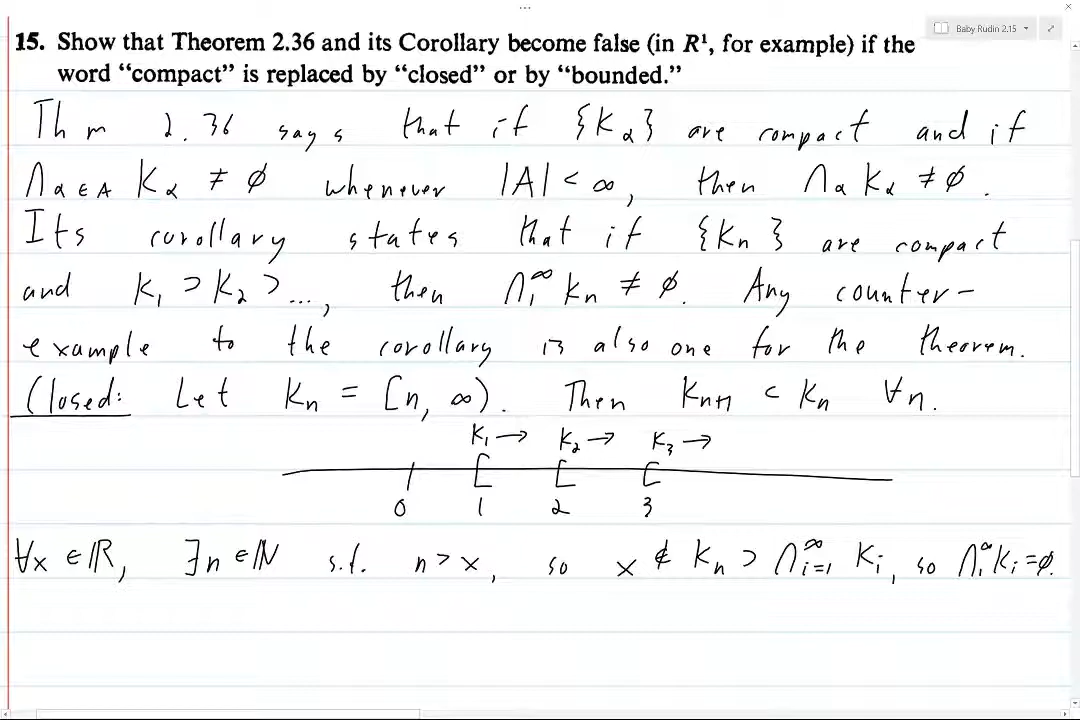 ...
Baby Rudin 2.15
15. Show that Theorem 2.36 and its Corollary become false (in R¹, for example) if the
word “compact” is replaced by “closed” or by “bounded.”
Thm 2.36 says that if {Kα} are compact and if
⋂α∈A Kα ≠ ∅ whenever |A| < ∞, then ⋂α Kα ≠ ∅.
Its corollary states that if {Kn} are compact
and K₁ ⊃ K₂ ⊃ ..., then ⋂₁^∞ Kn ≠ ∅. Any counter-
example to the corollary is also one for the theorem.
Closed: Let Kn = [n, ∞). Then Kn+1 ⊂ Kn ∀n.
K₁ → K₂ → K₃ →
[ [ [
0 1 2 3
∀x ∈ ℝ, ∃n ∈ ℕ s.t. n > x, so x ∉ Kn ⊃ ⋂i=1^∞ Ki, so ⋂₁^∞ Ki = ∅.